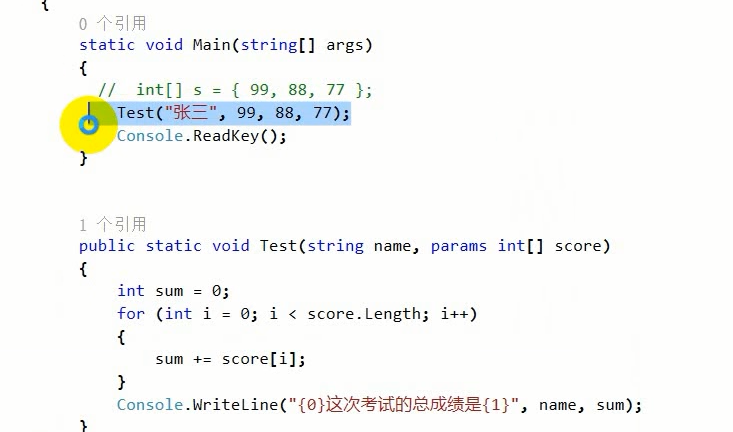 {
0 个引用
static void Main(string[] args)
{
//  int[] s = { 99, 88, 77 };
Test("张三", 99, 88, 77);
Console.ReadKey();
}
1 个引用
public static void Test(string name, params int[] score)
{
int sum = 0;
for (int i = 0; i < score.Length; i++)
{
sum += score[i];
}
Console.WriteLine("{0}这次考试的总成绩是{1}", name, sum);
}